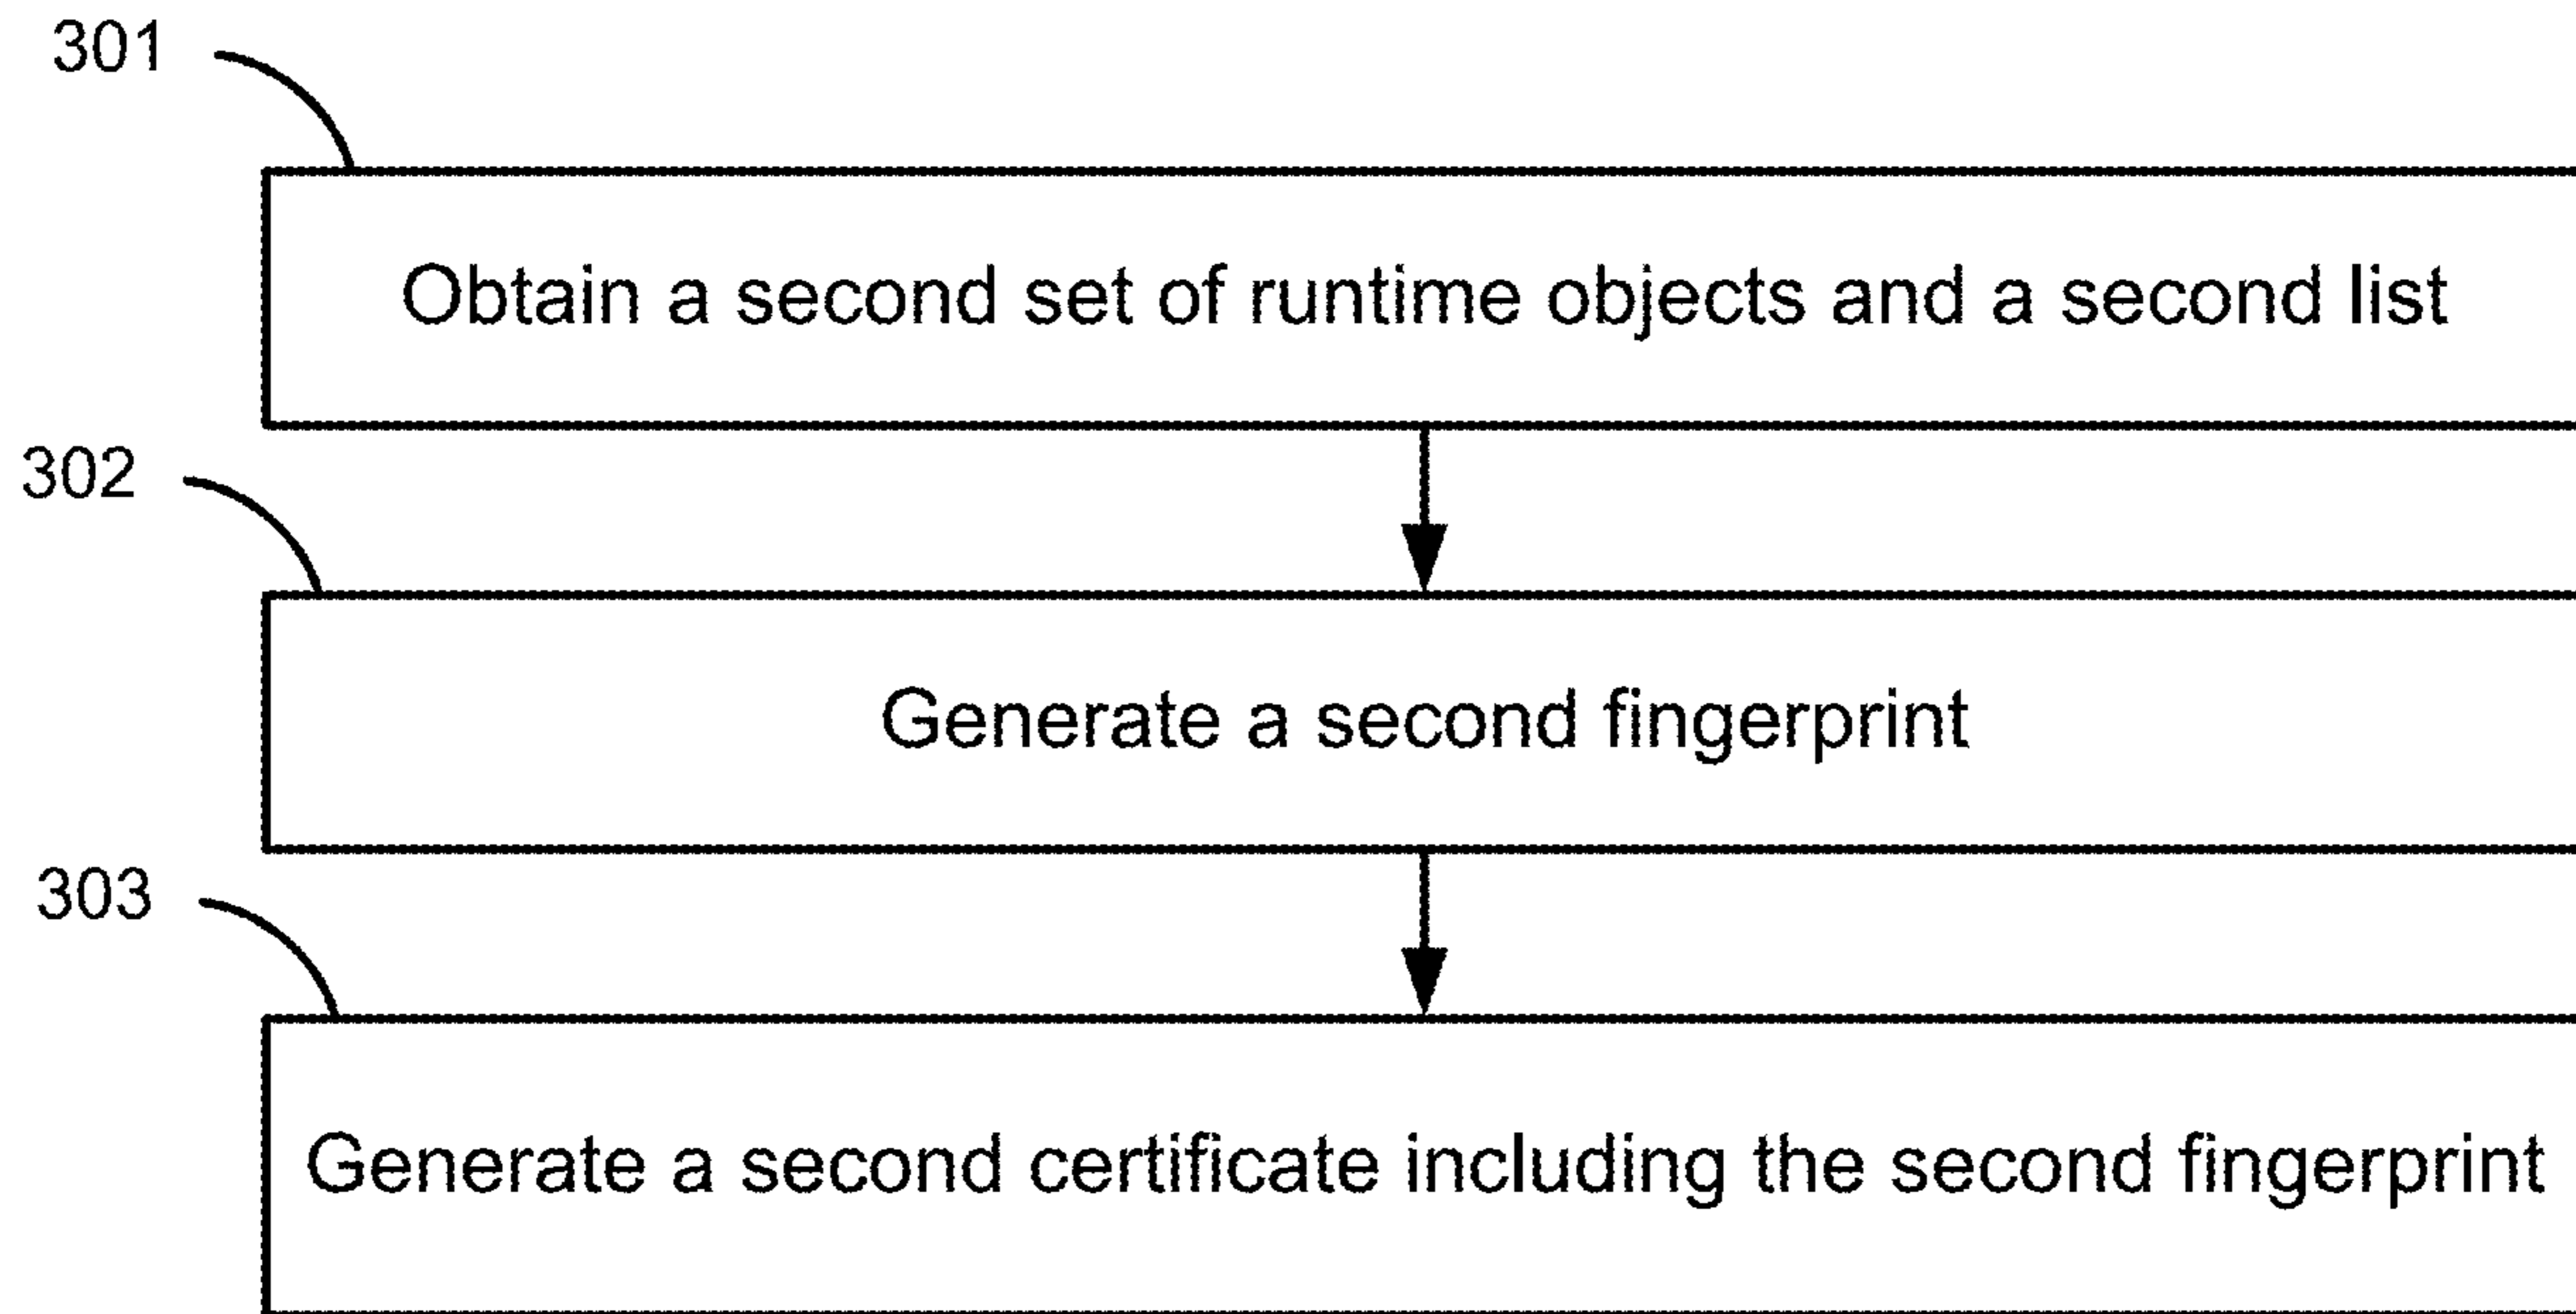 301
Obtain a second set of runtime objects and a second list
302
Generate a second fingerprint
303
Generate a second certificate including the second fingerprint